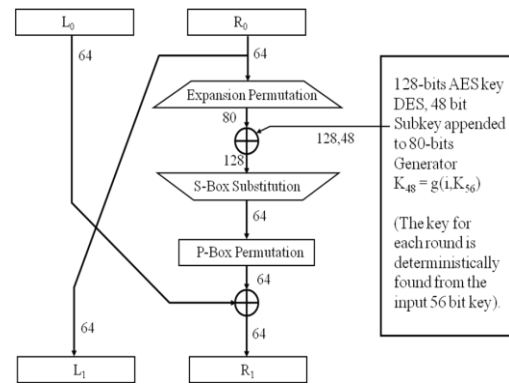 L0
R0
64
64
Expansion Permutation
80
128,48
128
S-Box Substitution
64
P-Box Permutation
64
64
64
L1
R1
128-bits AES key
DES, 48 bit
Subkey appended
to 80-bits
Generator
K48 = g(i,K56)
(The key for
each round is
deterministically
found from the
input 56 bit key).